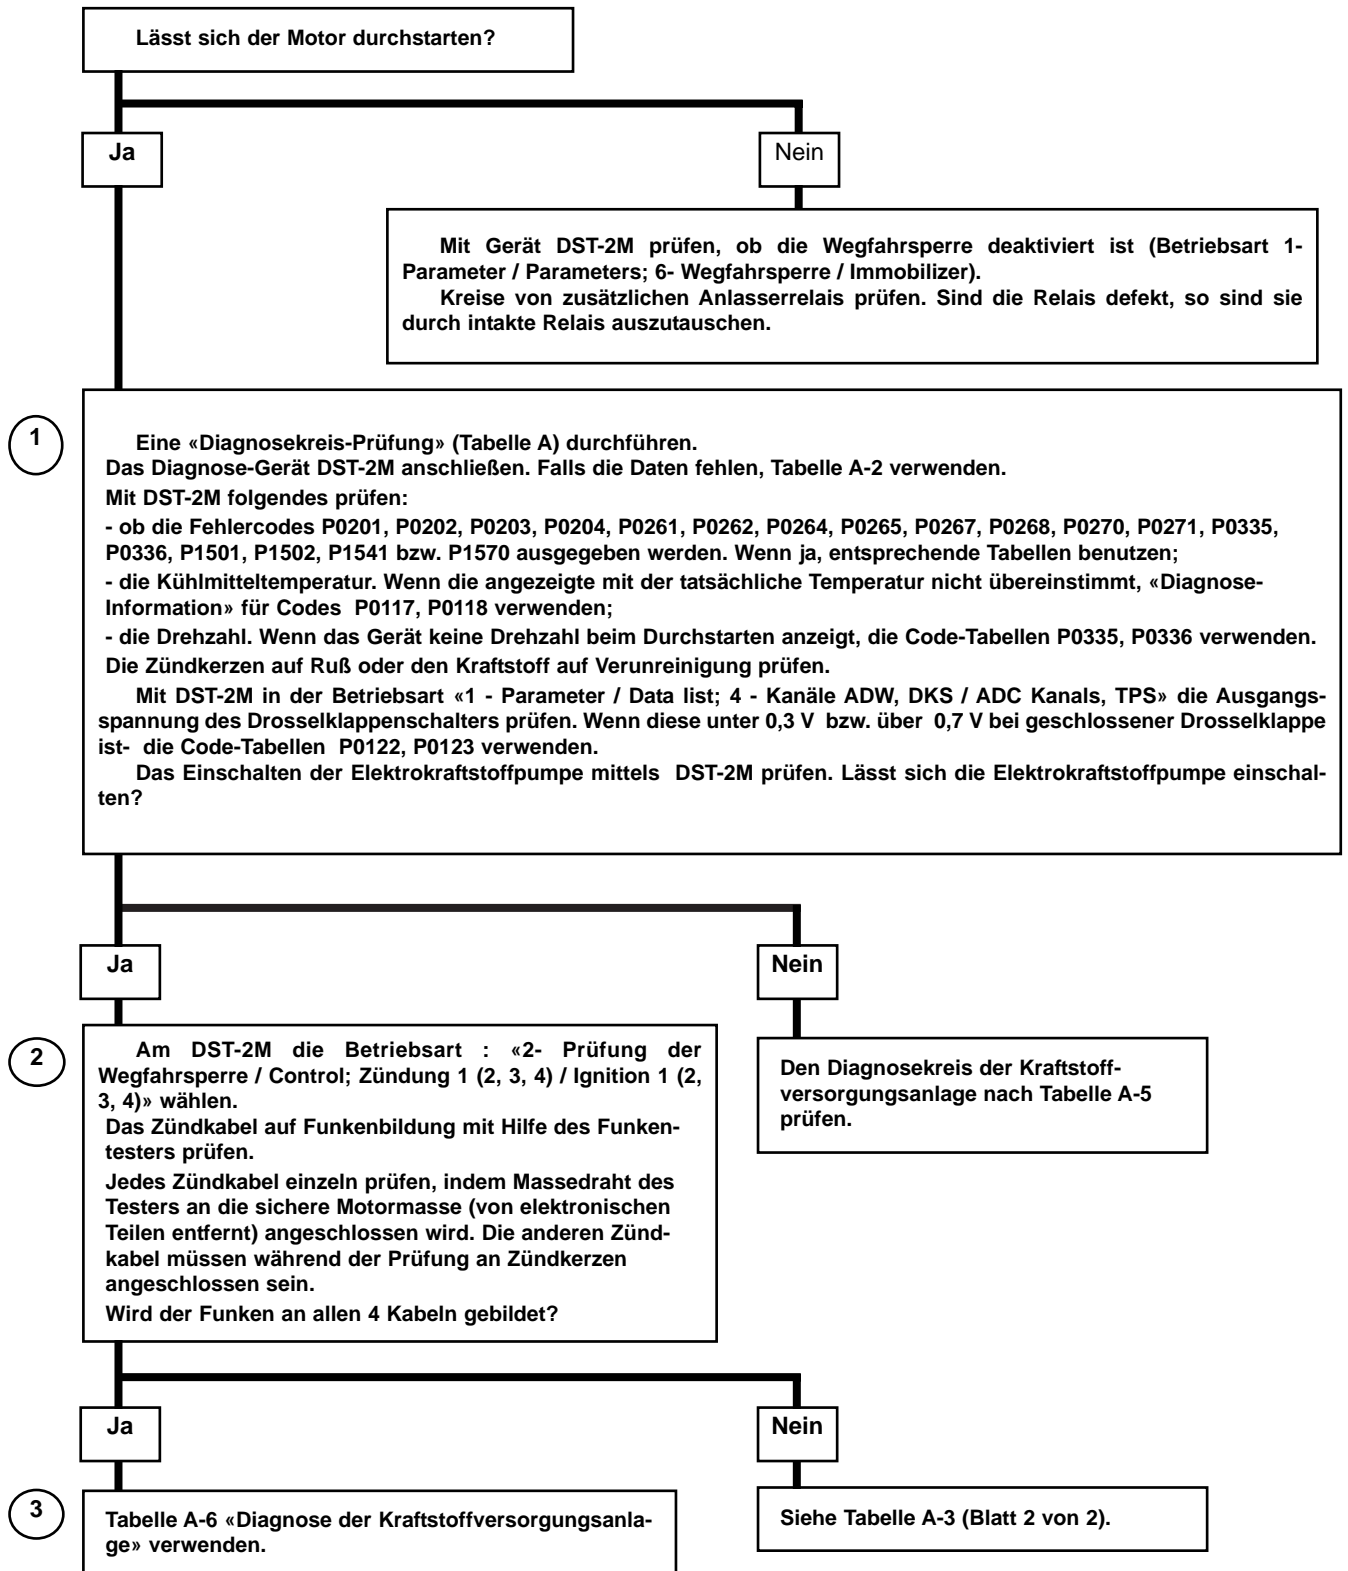 Lässt sich der Motor durchstarten?
Ja
Nein
Mit Gerät DST-2M prüfen, ob die Wegfahrsperre deaktiviert ist (Betriebsart 1-
Parameter / Parameters; 6- Wegfahrsperre / Immobilizer).
Kreise von zusätzlichen Anlasserrelais prüfen. Sind die Relais defekt, so sind sie
durch intakte Relais auszutauschen.
1
Eine «Diagnosekreis-Prüfung» (Tabelle A) durchführen.
Das Diagnose-Gerät DST-2M anschließen. Falls die Daten fehlen, Tabelle A-2 verwenden.
Mit DST-2M folgendes prüfen:
- ob die Fehlercodes P0201, P0202, P0203, P0204, P0261, P0262, P0264, P0265, P0267, P0268, P0270, P0271, P0335,
P0336, P1501, P1502, P1541 bzw. P1570 ausgegeben werden. Wenn ja, entsprechende Tabellen benutzen;
- die Kühlmitteltemperatur. Wenn die angezeigte mit der tatsächliche Temperatur nicht übereinstimmt, «Diagnose-
Information» für Codes P0117, P0118 verwenden;
- die Drehzahl. Wenn das Gerät keine Drehzahl beim Durchstarten anzeigt, die Code-Tabellen P0335, P0336 verwenden.
Die Zündkerzen auf Ruß oder den Kraftstoff auf Verunreinigung prüfen.
Mit DST-2M in der Betriebsart «1 - Parameter / Data list; 4 - Kanäle ADW, DKS / ADC Kanals, TPS» die Ausgangs-
spannung des Drosselklappenschalters prüfen. Wenn diese unter 0,3 V bzw. über 0,7 V bei geschlossener Drosselklappe
ist- die Code-Tabellen P0122, P0123 verwenden.
Das Einschalten der Elektrokraftstoffpumpe mittels DST-2M prüfen. Lässt sich die Elektrokraftstoffpumpe einschal-
ten?
Ja
Nein
2
Am DST-2M die Betriebsart : «2- Prüfung der
Wegfahrsperre / Control; Zündung 1 (2, 3, 4) / Ignition 1 (2,
3, 4)» wählen.
Das Zündkabel auf Funkenbildung mit Hilfe des Funken-
testers prüfen.
Jedes Zündkabel einzeln prüfen, indem Massedraht des
Testers an die sichere Motormasse (von elektronischen
Teilen entfernt) angeschlossen wird. Die anderen Zünd-
kabel müssen während der Prüfung an Zündkerzen
angeschlossen sein.
Wird der Funken an allen 4 Kabeln gebildet?
Den Diagnosekreis der Kraftstoff-
versorgungsanlage nach Tabelle A-5
prüfen.
Ja
Nein
3
Tabelle A-6 «Diagnose der Kraftstoffversorgungsanla-
ge» verwenden.
Siehe Tabelle A-3 (Blatt 2 von 2).